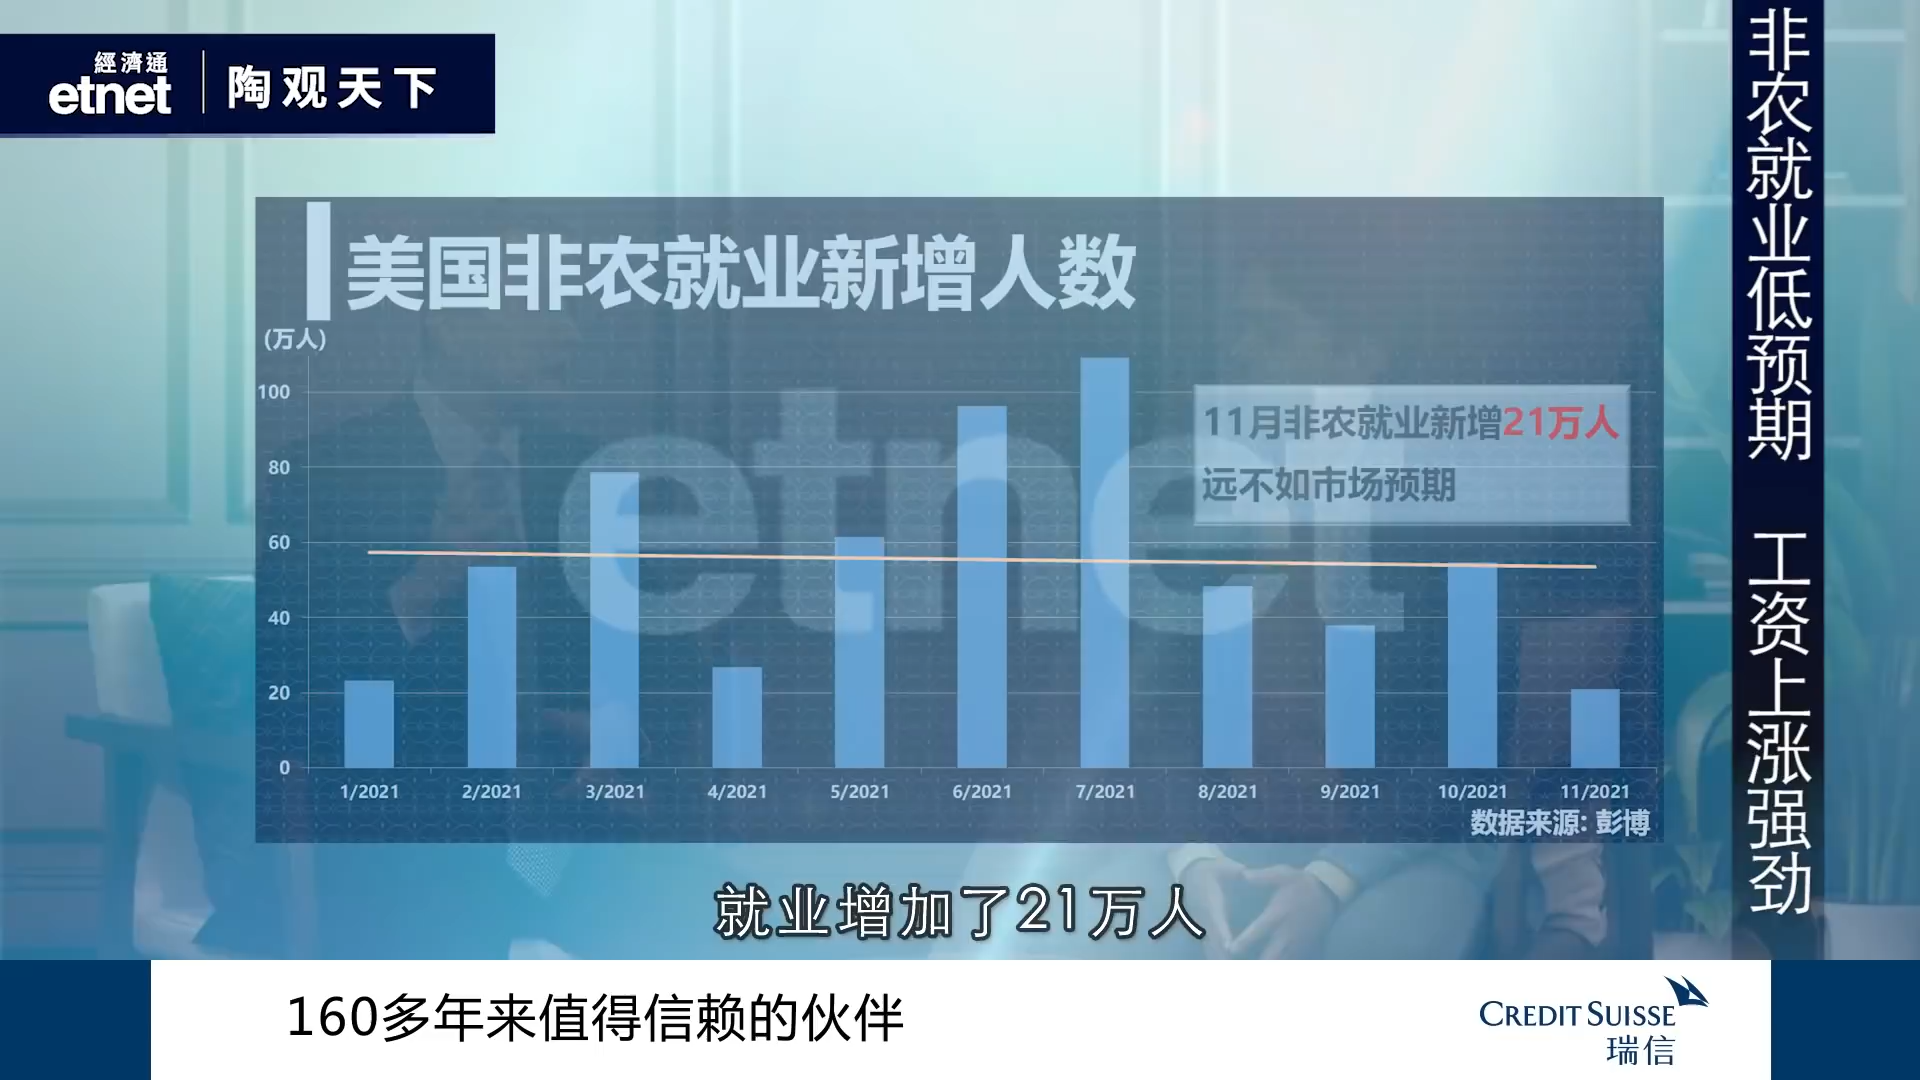 經濟通
etnet
陶观天下
非农就业低预期 工资上涨强劲
美国非农就业新增人数
(万人)
100
80
60
40
20
0
11月非农就业新增21万人
远不如市场预期
etnet
1/2021 2/2021 3/2021 4/2021 5/2021 6/2021 7/2021 8/2021 9/2021 10/2021 11/2021
数据来源: 彭博
就业增加了21万人
160多年来值得信赖的伙伴
CREDIT SUISSE
瑞信